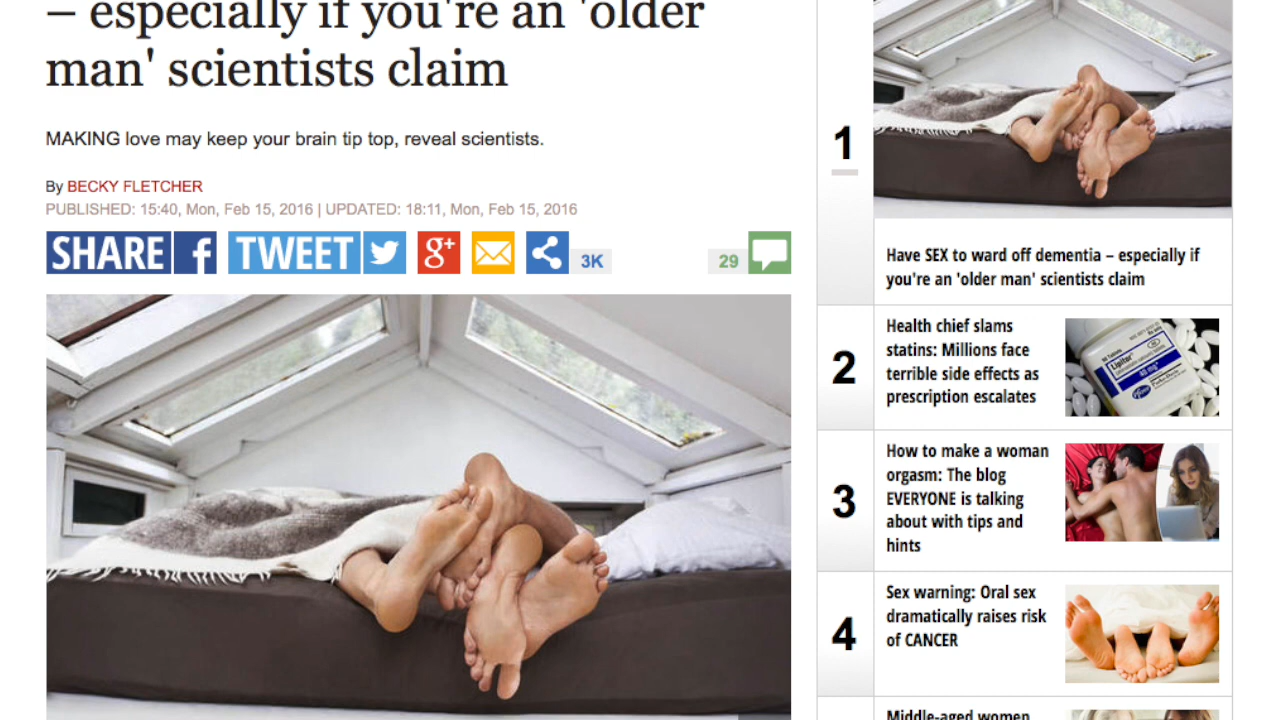 – especially if you're an 'older
man' scientists claim
MAKING love may keep your brain tip top, reveal scientists.
By BECKY FLETCHER
PUBLISHED: 15:40, Mon, Feb 15, 2016 | UPDATED: 18:11, Mon, Feb 15, 2016
SHARE f TWEET g+ 3K 29
1
Have SEX to ward off dementia – especially if
you're an 'older man' scientists claim
2
Health chief slams
statins: Millions face
terrible side effects as
prescription escalates
Lipitor
40 mg
3
How to make a woman
orgasm: The blog
EVERYONE is talking
about with tips and
hints
4
Sex warning: Oral sex
dramatically raises risk
of CANCER
Middle-aged women